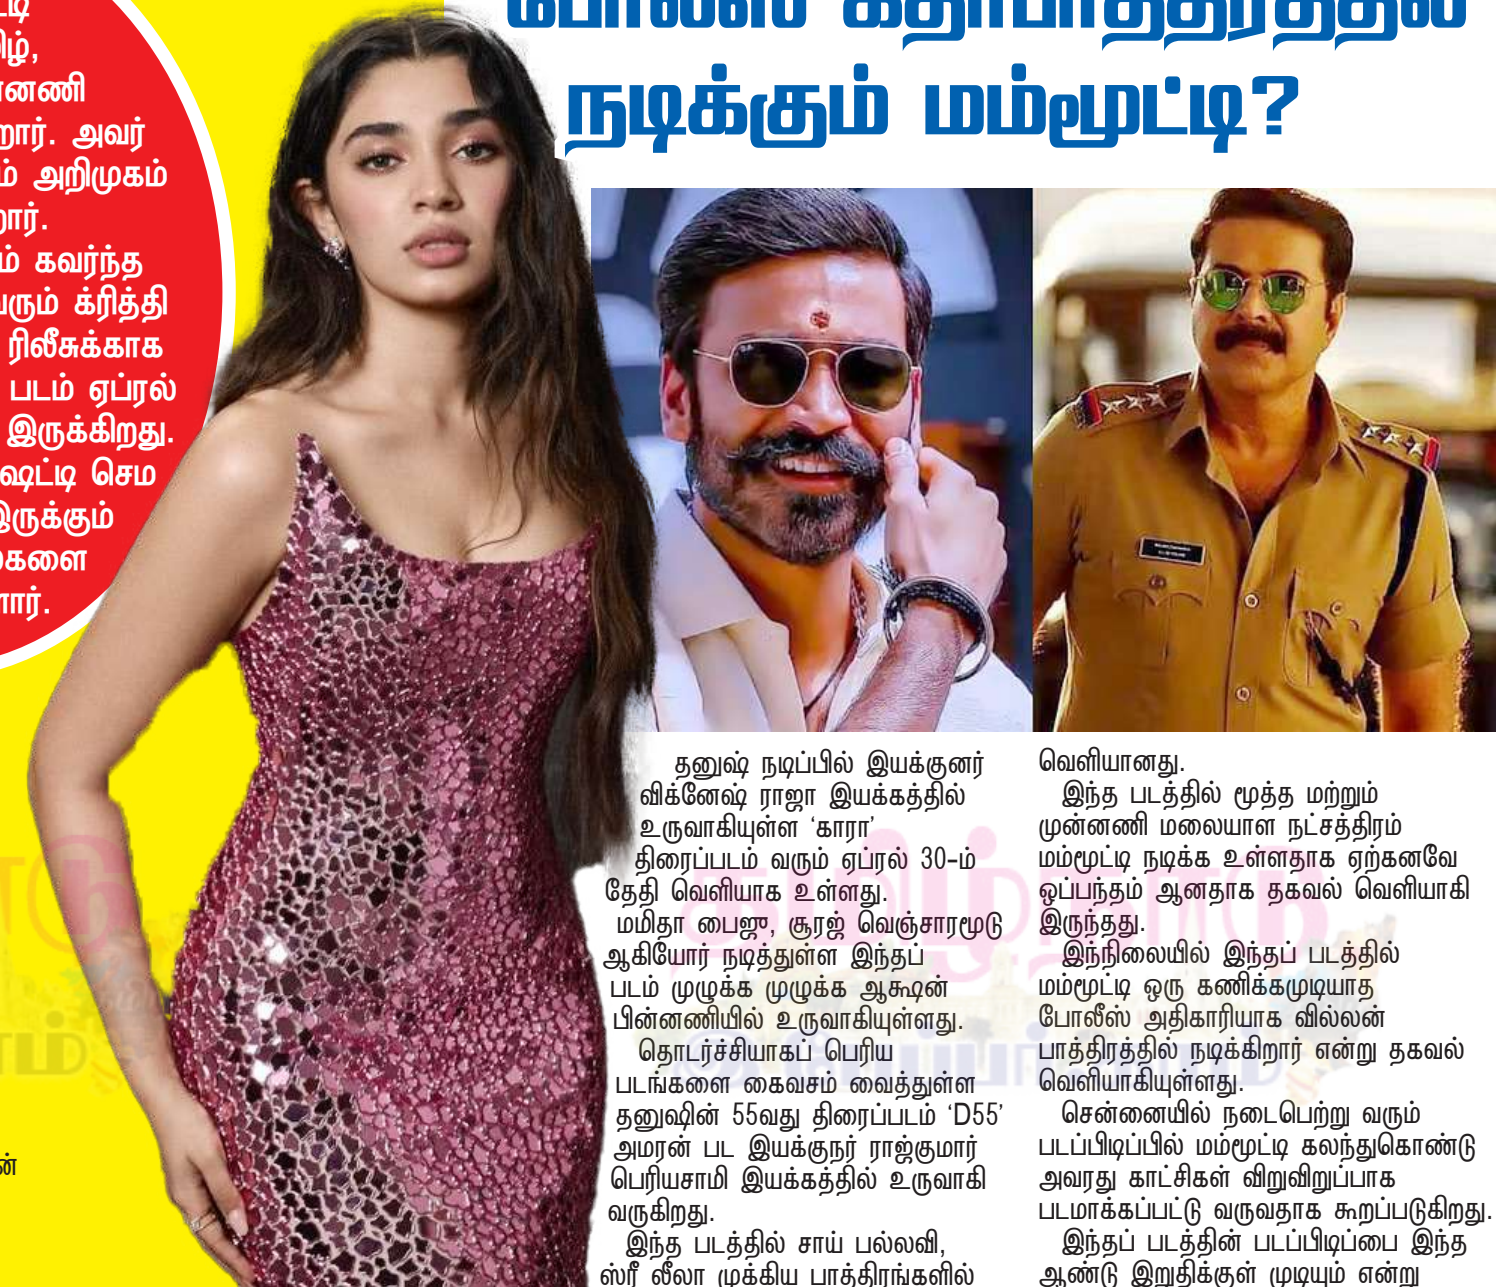 ட்டி
ழ்,
னணி
றார். அவர்
ம் அறிமுகம்
றார்.
ம் கவர்ந்த
வரும் க்ரித்தி
ரிலீசுக்காக
படம் ஏப்ரல்
இருக்கிறது.
ஷெட்டி செம
இருக்கும்
களை
ளார்.
போலீஸ் கதாபாத்திரத்தில்
நடிக்கும் மம்மூட்டி?
தனுஷ் நடிப்பில் இயக்குனர்
விக்னேஷ் ராஜா இயக்கத்தில்
உருவாகியுள்ள ‘காரா’
திரைப்படம் வரும் ஏப்ரல் 30-ம்
தேதி வெளியாக உள்ளது.
மமிதா பைஜு, சூரஜ் வெஞ்சாரமூடு
ஆகியோர் நடித்துள்ள இந்தப்
படம் முழுக்க முழுக்க ஆக்ஷன்
பின்னணியில் உருவாகியுள்ளது.
தொடர்ச்சியாகப் பெரிய
படங்களை கைவசம் வைத்துள்ள
தனுஷின் 55வது திரைப்படம் ‘D55’
அமரன் பட இயக்குநர் ராஜ்குமார்
பெரியசாமி இயக்கத்தில் உருவாகி
வருகிறது.
இந்த படத்தில் சாய் பல்லவி,
ஸ்ரீ லீலா முக்கிய பாத்திரங்களில்
வெளியானது.
இந்த படத்தில் மூத்த மற்றும்
முன்னணி மலையாள நட்சத்திரம்
மம்மூட்டி நடிக்க உள்ளதாக ஏற்கனவே
ஒப்பந்தம் ஆனதாக தகவல் வெளியாகி
இருந்தது.
இந்நிலையில் இந்தப் படத்தில்
மம்மூட்டி ஒரு கணிக்கமுடியாத
போலீஸ் அதிகாரியாக வில்லன்
பாத்திரத்தில் நடிக்கிறார் என்று தகவல்
வெளியாகியுள்ளது.
சென்னையில் நடைபெற்று வரும்
படப்பிடிப்பில் மம்மூட்டி கலந்துகொண்டு
அவரது காட்சிகள் விறுவிறுப்பாக
படமாக்கப்பட்டு வருவதாக கூறப்படுகிறது.
இந்தப் படத்தின் படப்பிடிப்பை இந்த
ஆண்டு இறுதிக்குள் முடியும் என்று
ன்
தமிழ்நாடு